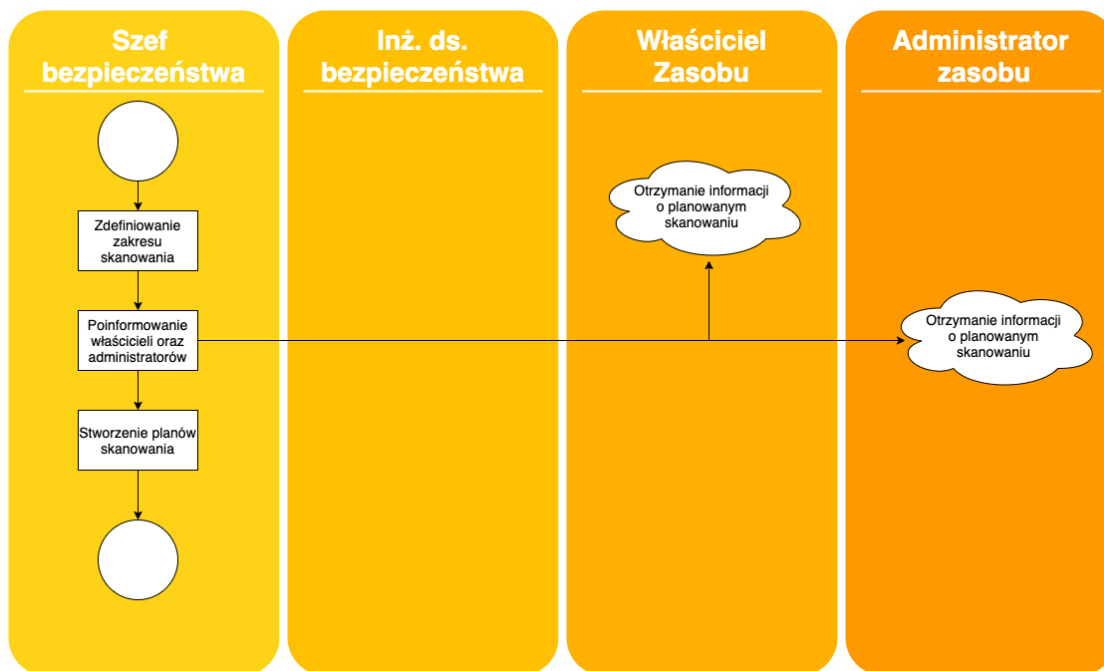 Szef
bezpieczeństwa
Inż. ds.
bezpieczeństwa
Właściciel
Zasobu
Administrator
zasobu
Zdefiniowanie
zakresu
skanowania
Poinformowanie
właścicieli oraz
administratorów
Stworzenie planów
skanowania
Otrzymanie informacji
o planowanym
skanowaniu
Otrzymanie informacji
o planowanym
skanowaniu